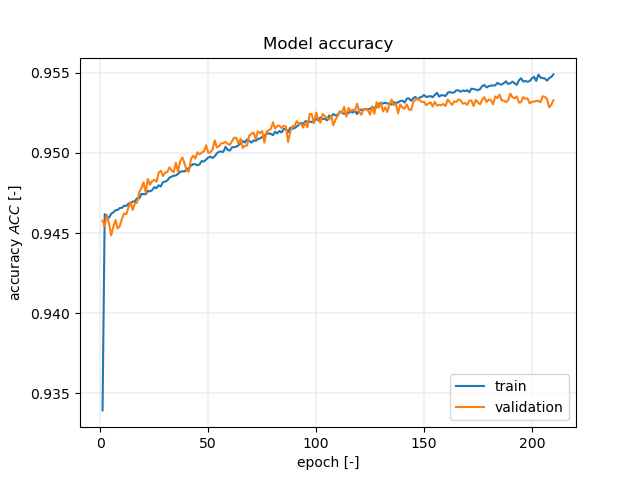 Model accuracy
0.955
0.950
0.945
0.940
0.935
accuracy ACC [-]
train
validation
0 50 100 150 200
epoch [-]